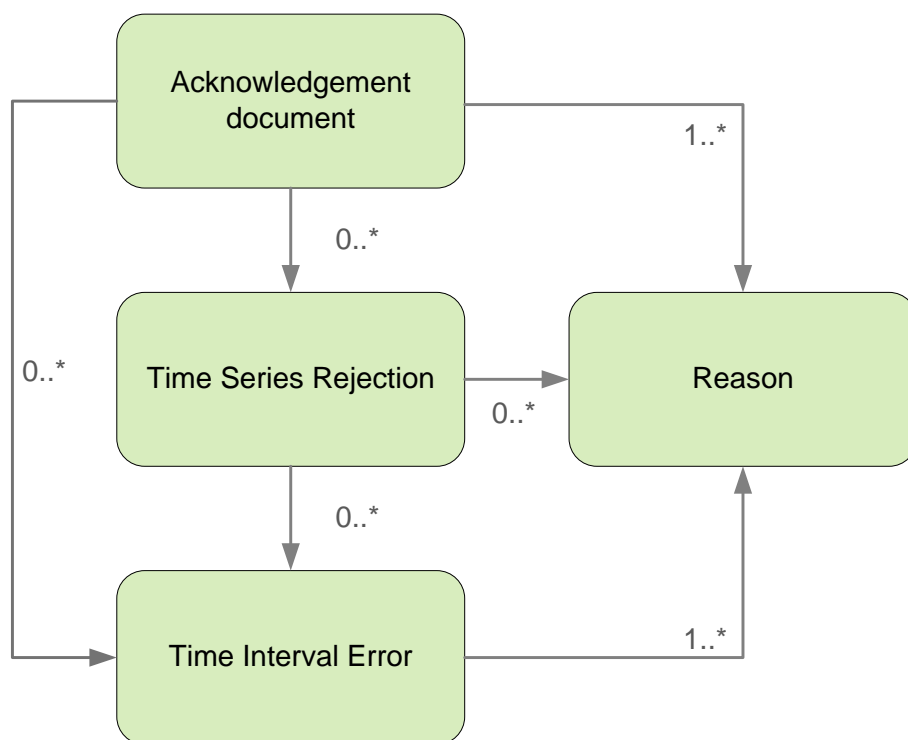 Acknowledgement
document
1..*
0..*
0..*
Time Series Rejection
Reason
0..*
0..*
1..*
Time Interval Error